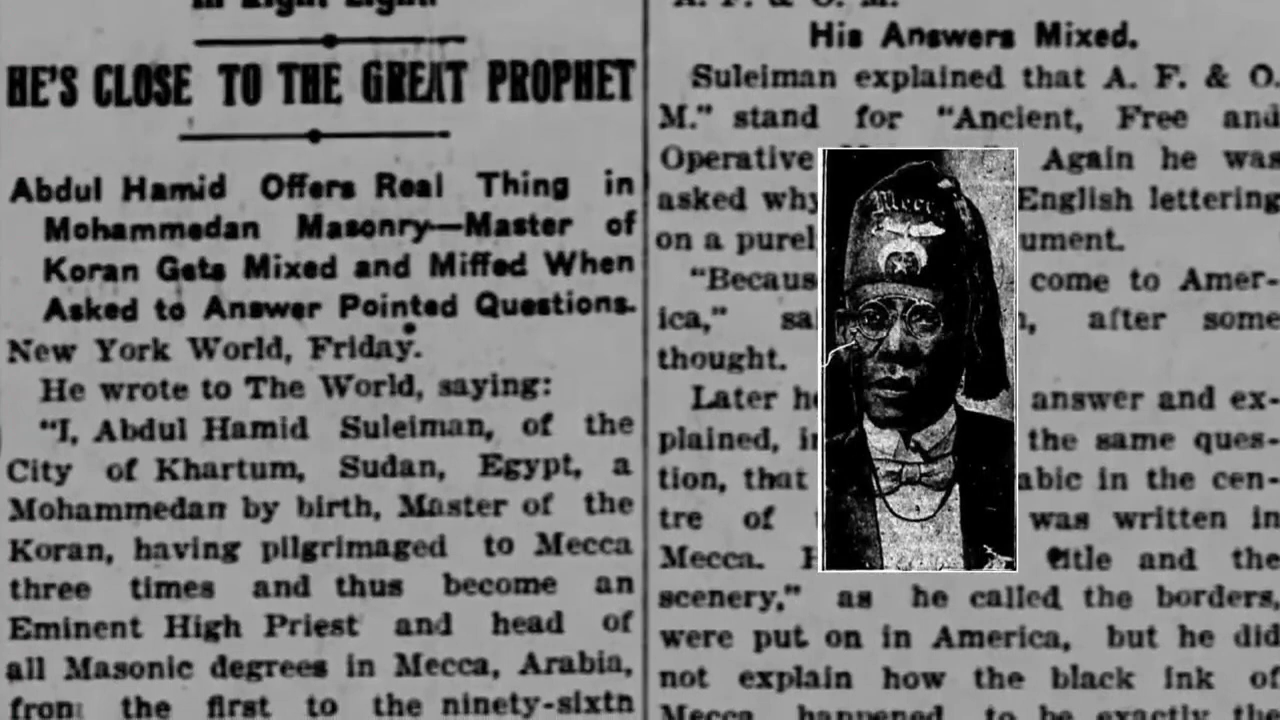 HE'S CLOSE TO THE GREAT PROPHET
Abdul Hamid Offers Real Thing in
Mohammedan Masonry—Master of
Koran Gets Mixed and Miffed When
Asked to Answer Pointed Questions.
New York World, Friday.
He wrote to The World, saying:
"I, Abdul Hamid Suleiman, of the
City of Khartum, Sudan, Egypt, a
Mohammedan by birth, Master of the
Koran, having pilgrimaged to Mecca
three times and thus become an
Eminent High Priest and head of
all Masonic degrees in Mecca, Arabia,
from the first to the ninety-sixth
His Answers Mixed.
Suleiman explained that A. F. & O.
M." stand for "Ancient, Free and
Operative Again he was
asked why English lettering
on a purel ument.
"Becaus come to Amer-
ica," sa , after some
thought.
Later he answer and ex-
plained, i the same ques-
tion, that abic in the cen-
tre of was written in
Mecca. title and the
scenery," as he called the borders,
were put on in America, but he did
not explain how the black ink of
Mecca happened to be exactly the